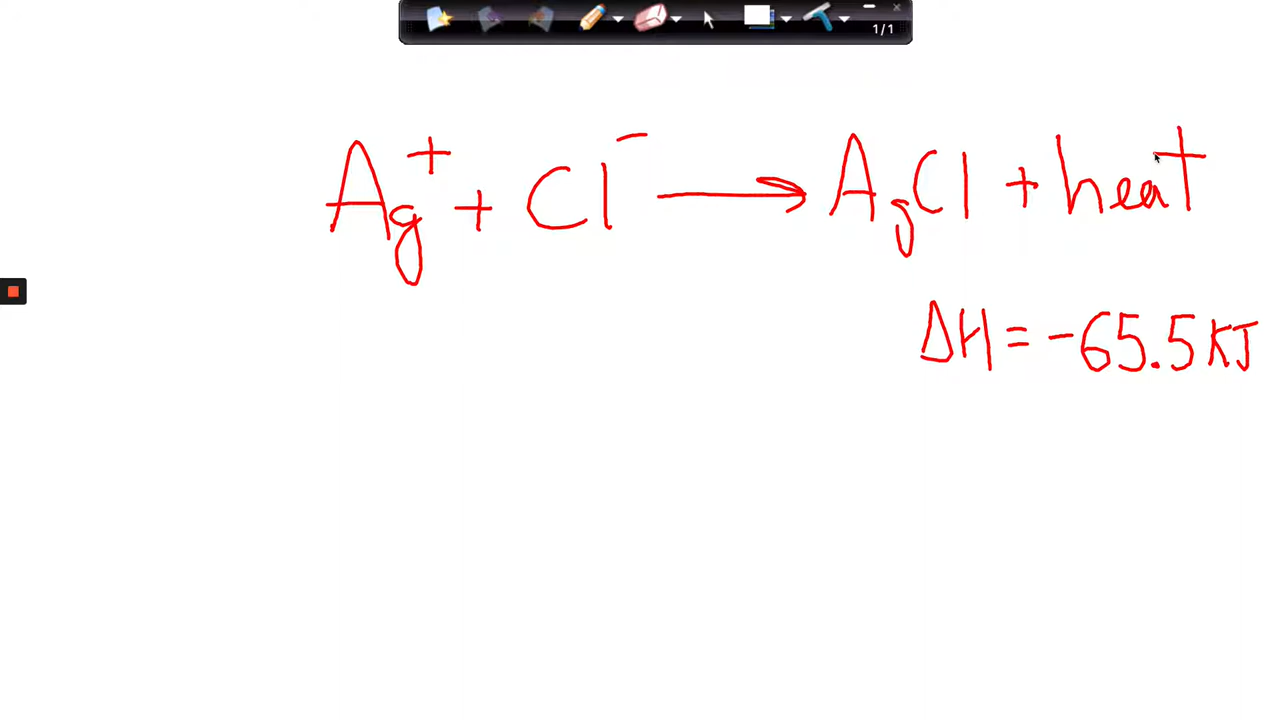 1/1
Ag⁺ + Cl⁻ → AgCl + heat
ΔH = -65.5 KJ